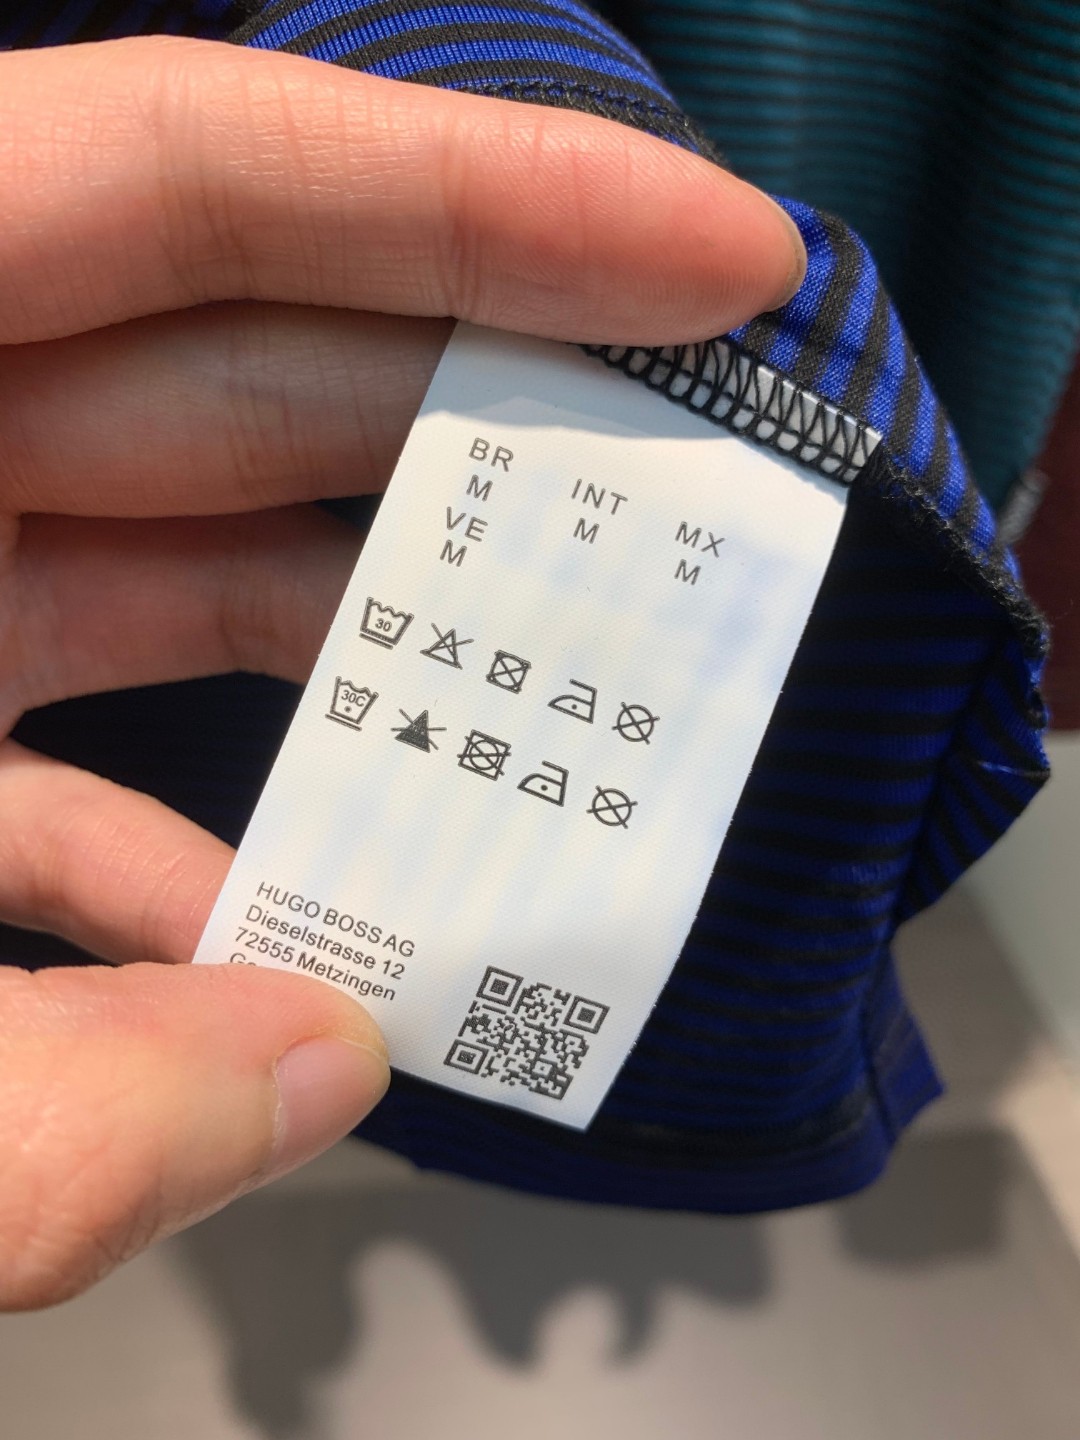 BR INT MX
M M M
VE
M
30
30C
HUGO BOSS AG
Dieselstrasse 12
72555 Metzingen